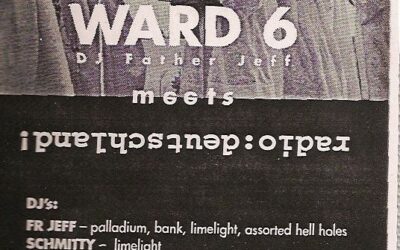 WARD 6
DJ Father Jeff
meets
radio:deutschland!
DJ's:
FR JEFF – palladium, bank, limelight, assorted hell holes
SCHMITTY – limelight